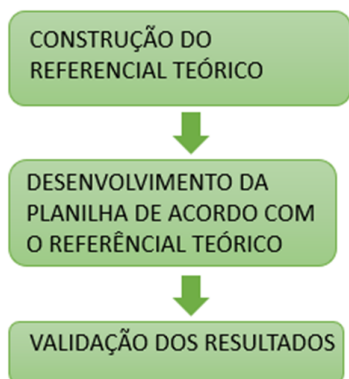 CONSTRUÇÃO DO
REFERENCIAL TEÓRICO
DESENVOLVIMENTO DA
PLANILHA DE ACORDO COM
O REFERÊNCIAL TEÓRICO
VALIDAÇÃO DOS RESULTADOS